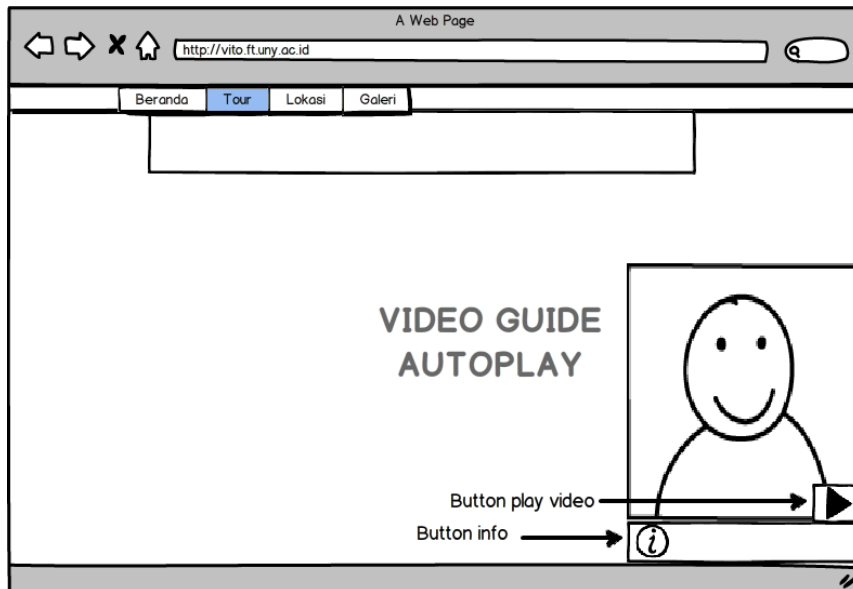 A Web Page
http://vito.ft.uny.ac.id
Beranda Tour Lokasi Galeri
VIDEO GUIDE
AUTOPLAY
Button play video
Button info
i